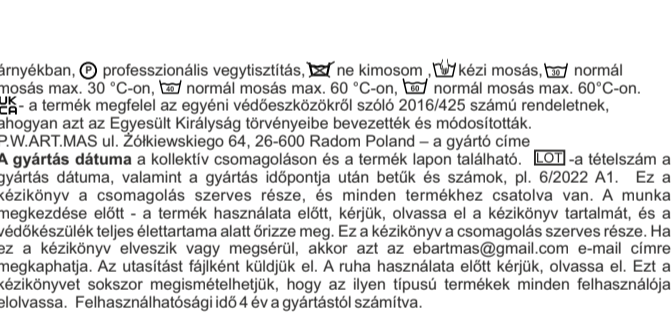 árnyékban, P professzionális vegytisztítás, ne kimosom , kézi mosás, 30 normál
mosás max. 30 °C-on, 40 normál mosás max. 60 °C-on, 60 normál mosás max. 60°C-on.
UK CA- a termék megfelel az egyéni védőeszközökről szóló 2016/425 számú rendeletnek,
ahogyan azt az Egyesült Királyság törvényeibe bevezették és módosították.
P.W.ART.MAS ul. Żółkiewskiego 64, 26-600 Radom Poland – a gyártó címe
A gyártás dátuma a kollektív csomagoláson és a termék lapon található. LOT -a tételszám a
gyártás dátuma, valamint a gyártás időpontja után betűk és számok, pl. 6/2022 A1. Ez a
kézikönyv a csomagolás szerves része, és minden termékhez csatolva van. A munka
megkezdése előtt - a termék használata előtt, kérjük, olvassa el a kézikönyv tartalmát, és a
védőkészülék teljes élettartama alatt őrizze meg. Ez a kézikönyv a csomagolás szerves része. Ha
ez a kézikönyv elveszik vagy megsérül, akkor azt az ebartmas@gmail.com e-mail címre
megkaphatja. Az utasítást fájlként küldjük el. A ruha használata előtt kérjük, olvassa el. Ezt a
kézikönyvet sokszor megismételhetjük, hogy az ilyen típusú termékek minden felhasználója
elolvassa. Felhasználhatósági idő 4 év a gyártástól számítva.